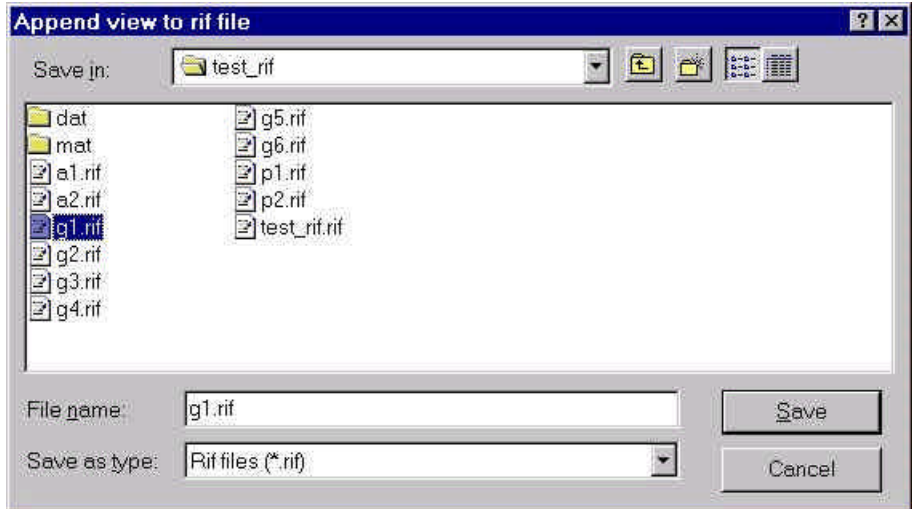 Append view to rif file
Save in: test_rif
dat
mat
a1.rif
a2.rif
g1.rif
g2.rif
g3.rif
g4.rif
g5.rif
g6.rif
p1.rif
p2.rif
test_rif.rif
File name: g1.rif Save
Save as type: Rif files (*.rif) Cancel